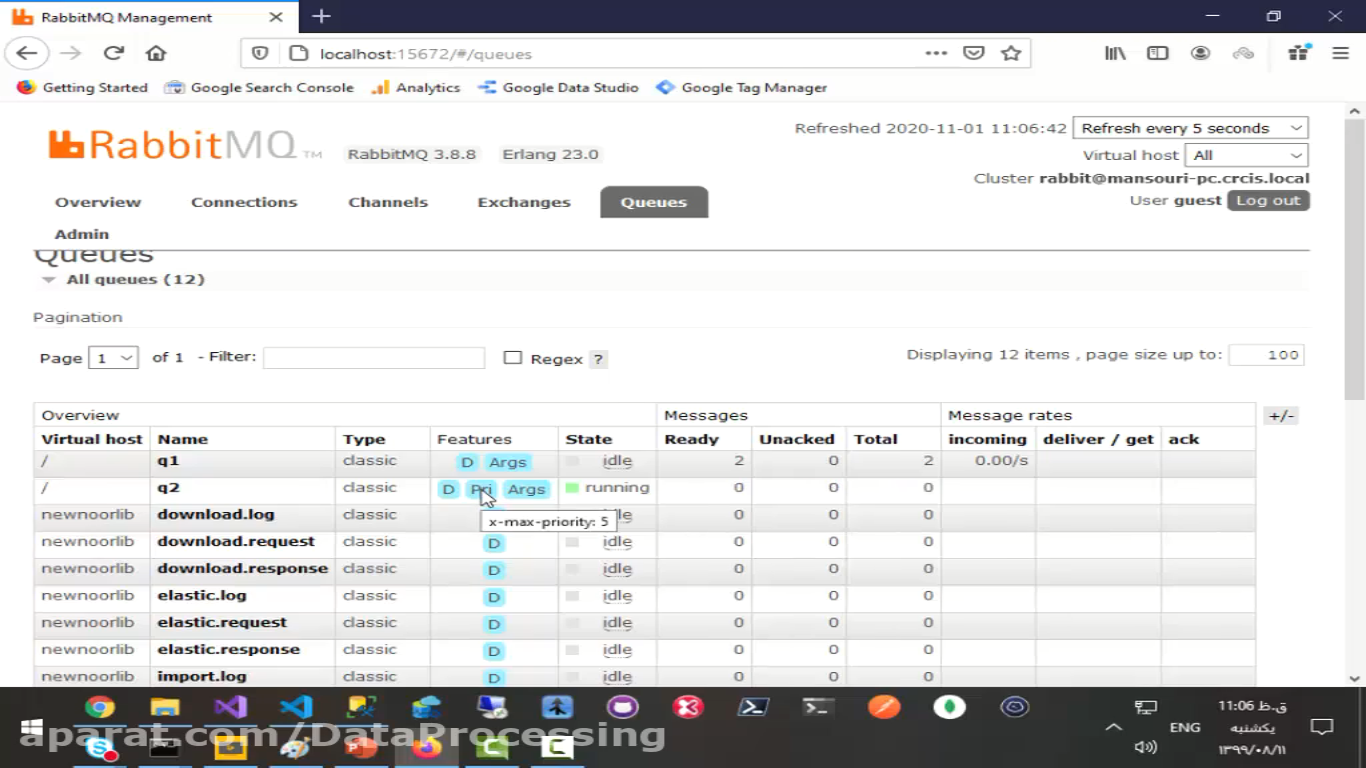 RabbitMQ Management
localhost:15672/#/queues
Getting Started Google Search Console Analytics Google Data Studio Google Tag Manager
RabbitMQ TM RabbitMQ 3.8.8 Erlang 23.0
Refreshed 2020-11-01 11:06:42 Refresh every 5 seconds
Virtual host All
Cluster rabbit@mansouri-pc.crcis.local
User guest Log out
Overview Connections Channels Exchanges Queues
Admin
Queues
All queues (12)
Pagination
Page 1 of 1 - Filter: Regex ? Displaying 12 items , page size up to: 100
Overview Messages Message rates +/-
Virtual host Name Type Features State Ready Unacked Total incoming deliver / get ack
/ q1 classic D Args idle 2 0 2 0.00/s
/ q2 classic D Pri Args running 0 0 0
newnoorlib download.log classic idle 0 0 0
x-max-priority: 5
newnoorlib download.request classic D idle 0 0 0
newnoorlib download.response classic D idle 0 0 0
newnoorlib elastic.log classic D idle 0 0 0
newnoorlib elastic.request classic D idle 0 0 0
newnoorlib elastic.response classic D idle 0 0 0
newnoorlib import.log classic D idle 0 0 0
11:06 ق.ظ
ENG یکشنبه
۱۳۹۹/۰۸/۱۱
aparat.com/DataProcessing